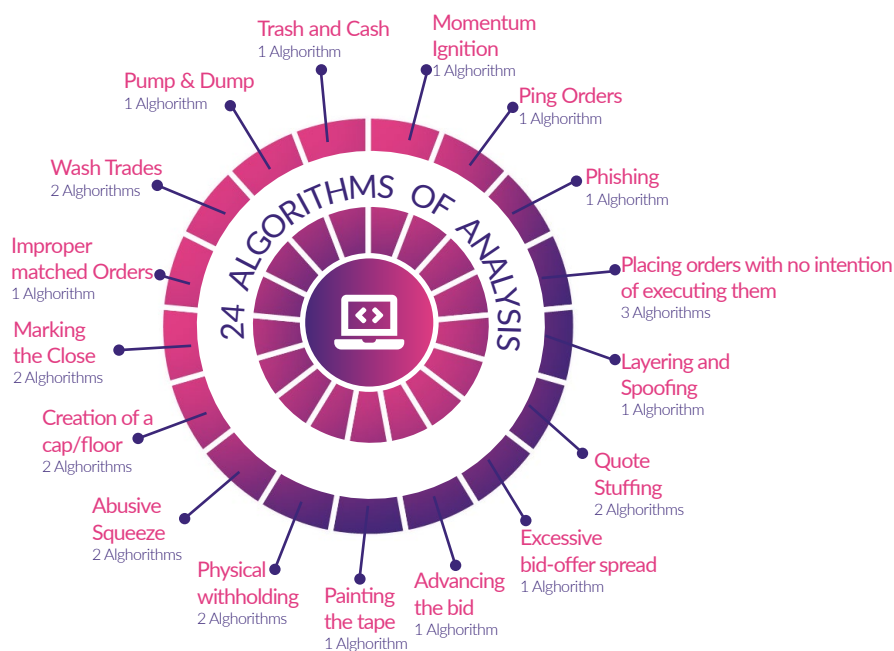 Trash and Cash
1 Alghorithm
Momentum
Ignition
1 Alghorithm
Pump & Dump
1 Alghorithm
Ping Orders
1 Alghorithm
Wash Trades
2 Alghorithms
Phishing
1 Alghorithm
Improper
matched Orders
1 Algorithm
Placing orders with no intention
of executing them
3 Alghorithms
Marking
the Close
2 Alghorithms
Layering and
Spoofing
1 Algorithm
Creation of a
cap/floor
2 Alghorithms
Quote
Stuffing
2 Alghorithms
Abusive
Squeeze
2 Alghorithms
Excessive
bid-offer spread
1 Alghorithm
Physical
withholding
2 Alghorithms
Painting
the tape
1 Alghorithm
Advancing
the bid
1 Alghorithm
24 ALGORITHMS OF ANALYSIS